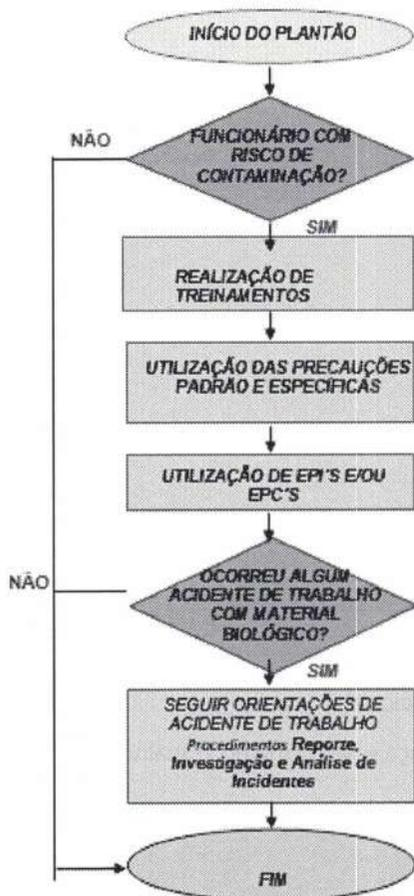 INÍCIO DO PLANTÃO
NÃO
FUNCIONÁRIO COM
RISCO DE
CONTAMINAÇÃO?
SIM
REALIZAÇÃO DE
TREINAMENTOS
UTILIZAÇÃO DAS PRECAUÇÕES
PADRÃO E ESPECÍFICAS
UTILIZAÇÃO DE EPI'S E/OU
EPC'S
NÃO
OCORREU ALGUM
ACIDENTE DE TRABALHO
COM MATERIAL
BIOLÓGICO?
SIM
SEGUIR ORIENTAÇÕES DE
ACIDENTE DE TRABALHO
Procedimentos Reporte,
Investigação e Análise de
Incidentes
FIM